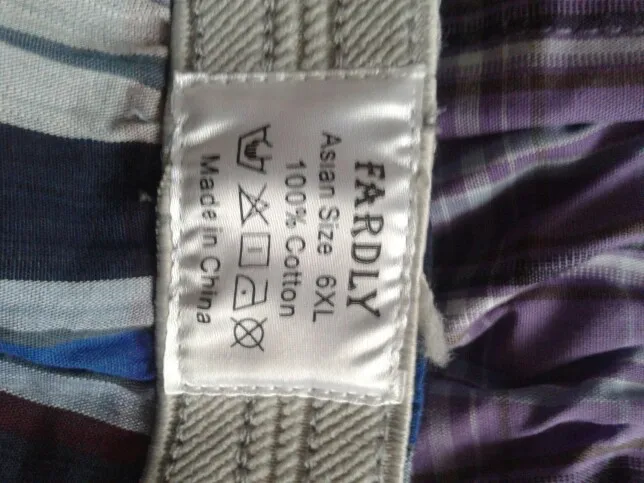 FARDLY
Asian Size 6XL
100% Cotton
Made in China